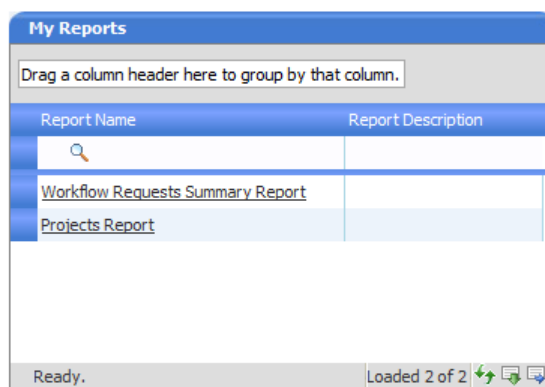 My Reports
Drag a column header here to group by that column.
Report Name Report Description
Workflow Requests Summary Report
Projects Report
Ready. Loaded 2 of 2